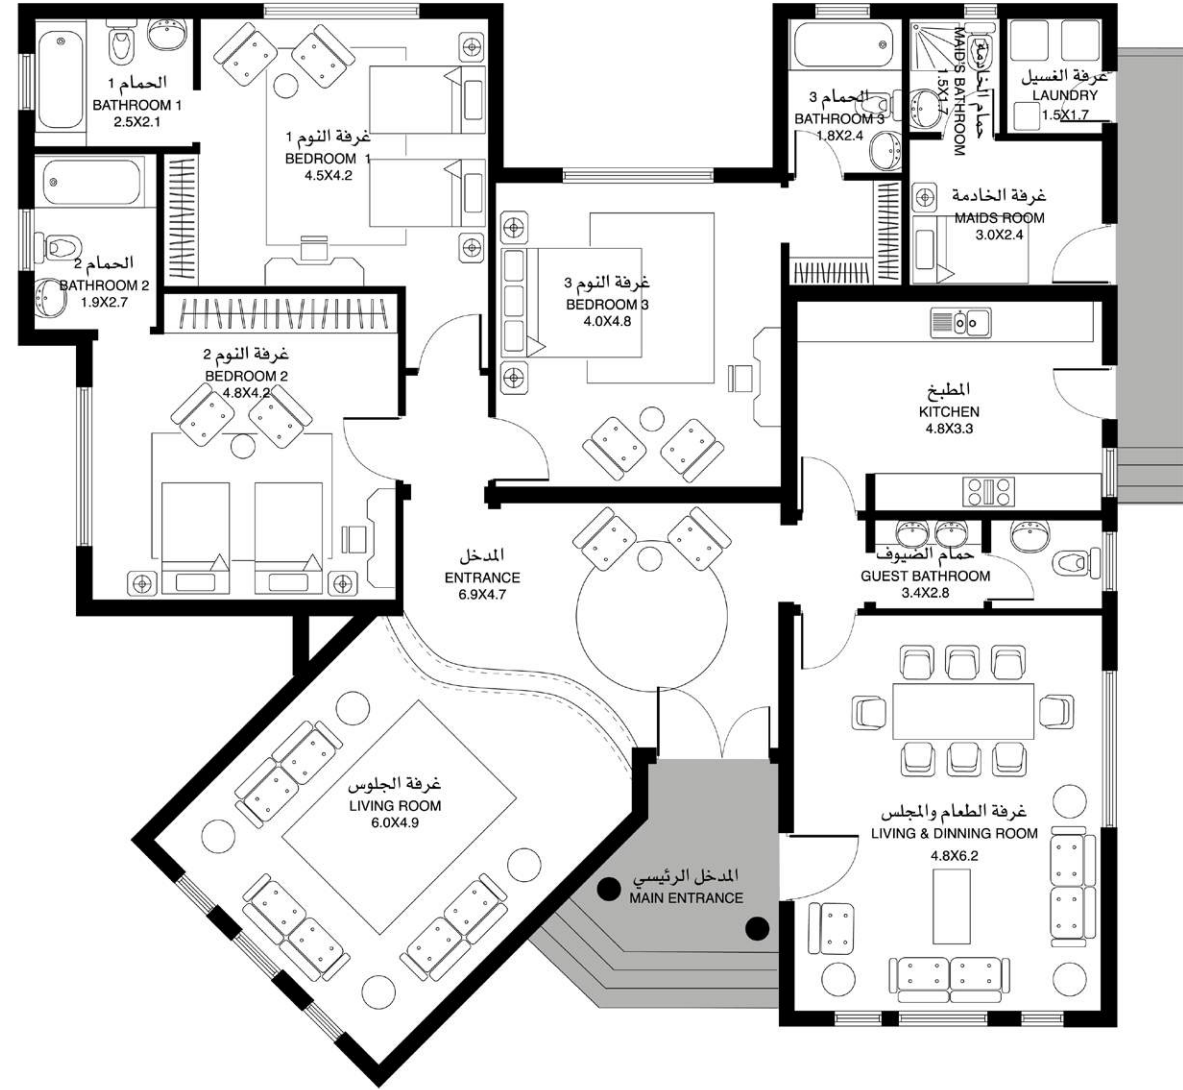 الحمام 1
BATHROOM 1
2.5X2.1
غرفة النوم 1
BEDROOM 1
4.5X4.2
الحمام 3
BATHROOM 3
1.8X2.4
حمام الخادمة
MAID'S BATHROOM
1.5X1.7
غرفة الغسيل
LAUNDRY
1.5X1.7
غرفة الخادمة
MAIDS ROOM
3.0X2.4
الحمام 2
BATHROOM 2
1.9X2.7
غرفة النوم 3
BEDROOM 3
4.0X4.8
غرفة النوم 2
BEDROOM 2
4.8X4.2
المطبخ
KITCHEN
4.8X3.3
المدخل
ENTRANCE
6.9X4.7
حمام الضيوف
GUEST BATHROOM
3.4X2.8
غرفة الجلوس
LIVING ROOM
6.0X4.9
غرفة الطعام والمجلس
LIVING & DINNING ROOM
4.8X6.2
المدخل الرئيسي
MAIN ENTRANCE